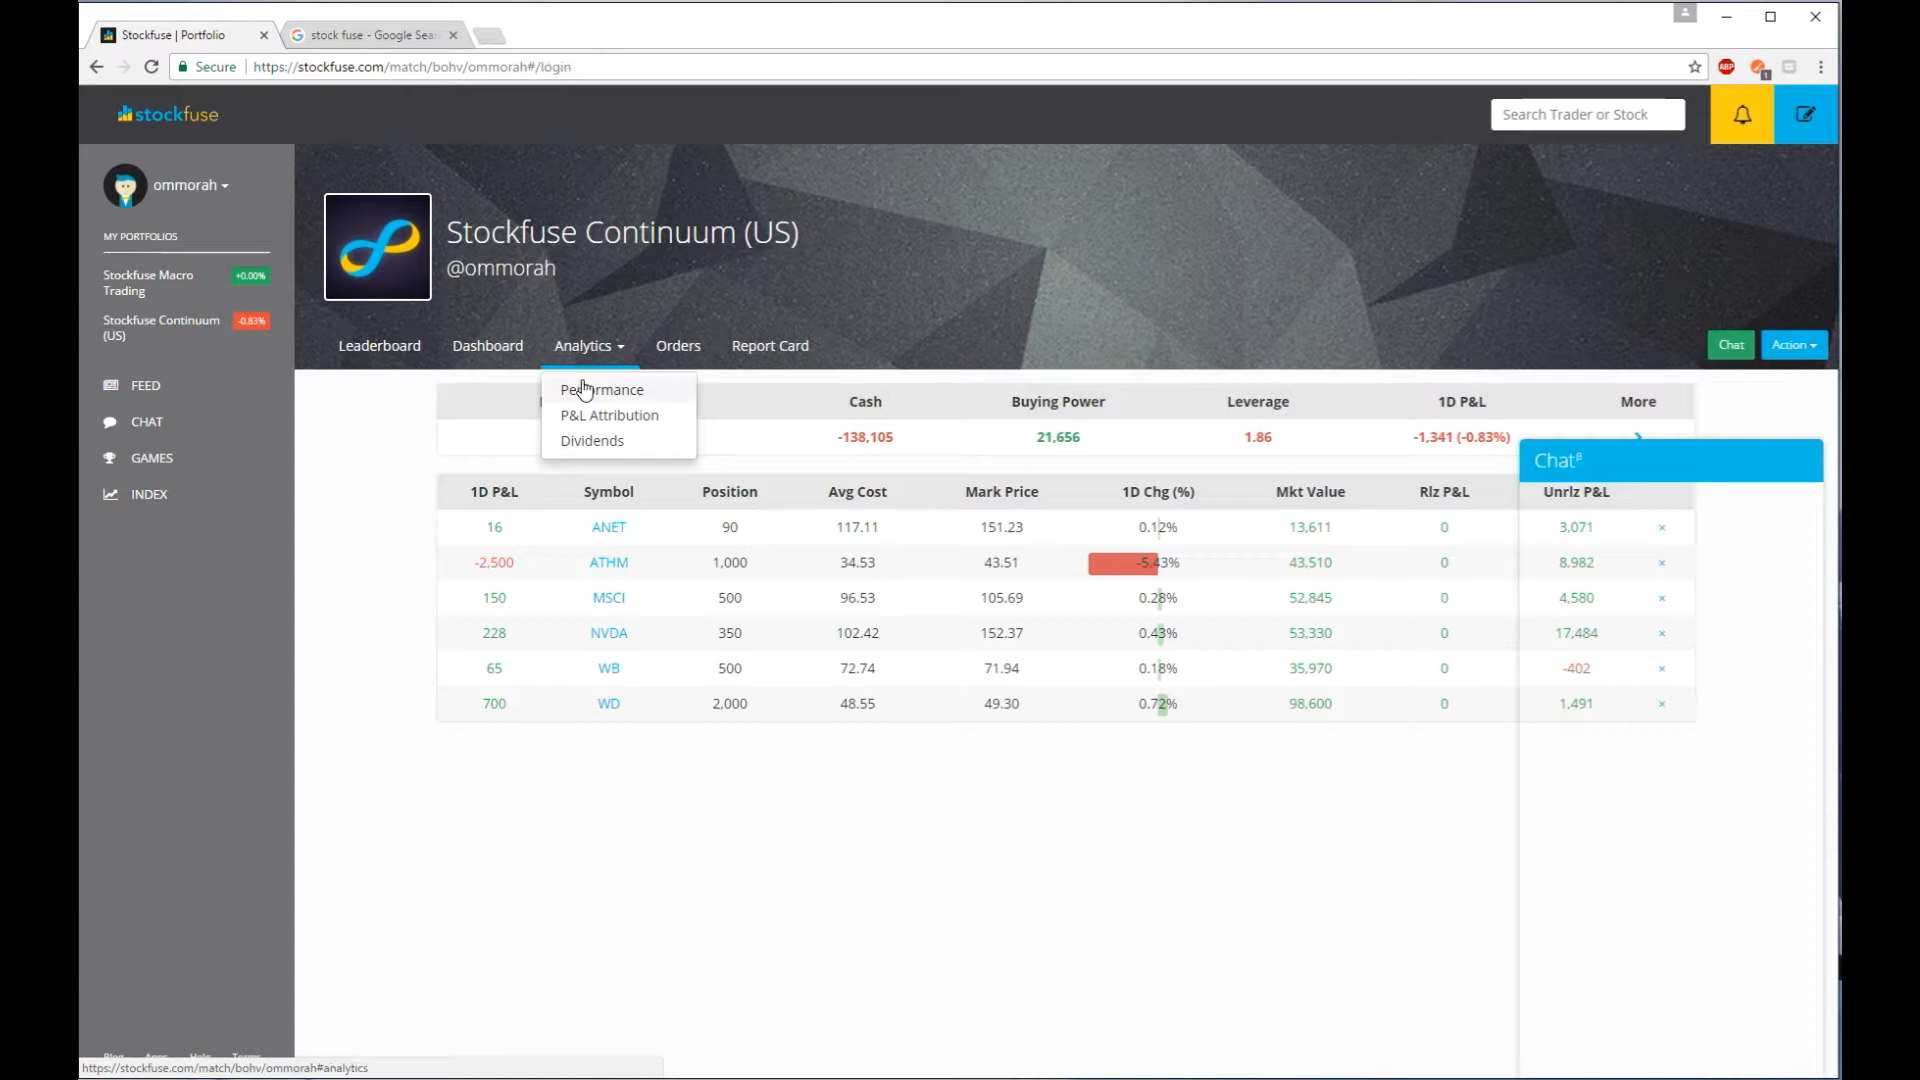 Stockfuse | Portfolio
stock fuse - Google Sear
Secure
https://stockfuse.com/match/bohv/ommorah#/login
ABP
1
stockfuse
Search Trader or Stock
ommorah
MY PORTFOLIOS
Stockfuse Macro
Trading
+0.00%
Stockfuse Continuum
(US)
-0.83%
FEED
CHAT
GAMES
INDEX
Stockfuse Continuum (US)
@ommorah
Leaderboard
Dashboard
Analytics
Orders
Report Card
Chat
Action
Performance
P&L Attribution
Dividends
Cash Buying Power Leverage 1D P&L More
-138,105 21,656 1.86 -1,341 (-0.83%)
Chatβ
1D P&L Symbol Position Avg Cost Mark Price 1D Chg (%) Mkt Value Rlz P&L Unrlz P&L
16 ANET 90 117.11 151.23 0.12% 13,611 0 3,071 ×
-2,500 ATHM 1,000 34.53 43.51 -5.43% 43,510 0 8,982 ×
150 MSCI 500 96.53 105.69 0.28% 52,845 0 4,580 ×
228 NVDA 350 102.42 152.37 0.43% 53,330 0 17,484 ×
65 WB 500 72.74 71.94 0.18% 35,970 0 -402 ×
700 WD 2,000 48.55 49.30 0.72% 98,600 0 1,491 ×
Blog Apps Help Terms
https://stockfuse.com/match/bohv/ommorah#analytics